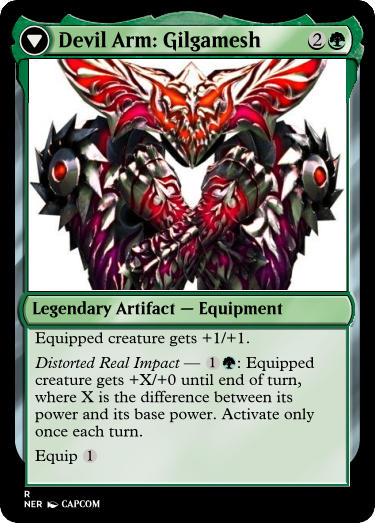 Devil Arm: Gilgamesh 2
Legendary Artifact — Equipment
Equipped creature gets +1/+1.
Distorted Real Impact — 1 : Equipped
creature gets +X/+0 until end of turn,
where X is the difference between its
power and its base power. Activate only
once each turn.
Equip 1
R
NER CAPCOM